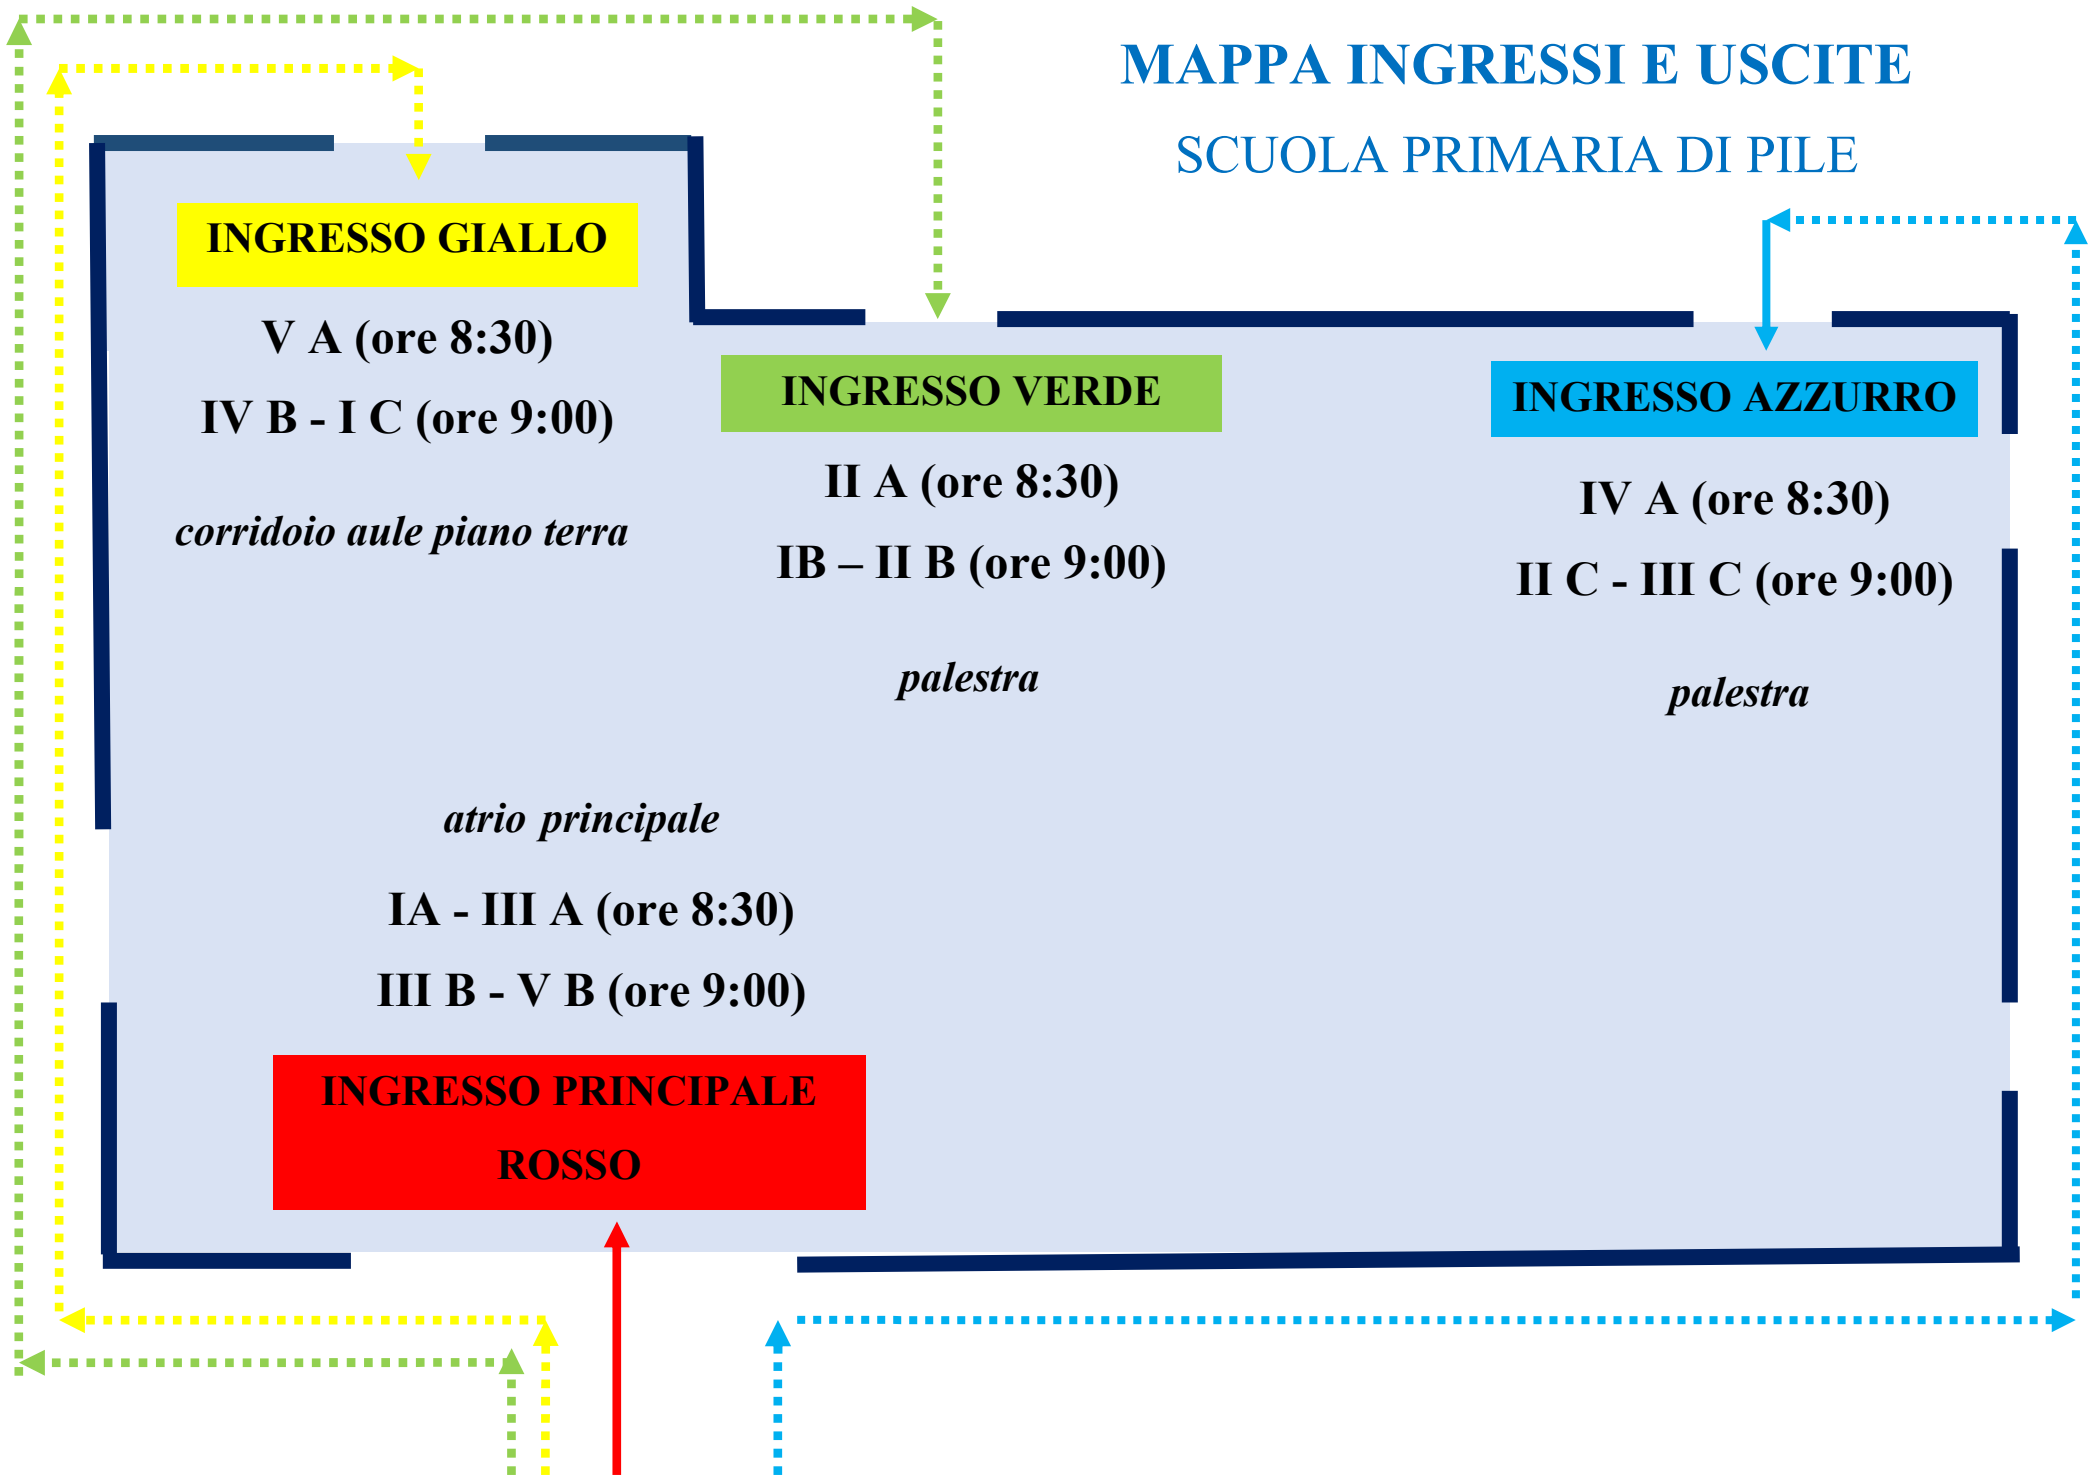 MAPPA INGRESSI E USCITE
SCUOLA PRIMARIA DI PILE
INGRESSO GIALLO
V A (ore 8:30)
IV B - I C (ore 9:00)
corridoio aule piano terra
INGRESSO VERDE
II A (ore 8:30)
IB – II B (ore 9:00)
palestra
INGRESSO AZZURRO
IV A (ore 8:30)
II C - III C (ore 9:00)
palestra
atrio principale
IA - III A (ore 8:30)
III B - V B (ore 9:00)
INGRESSO PRINCIPALE
ROSSO